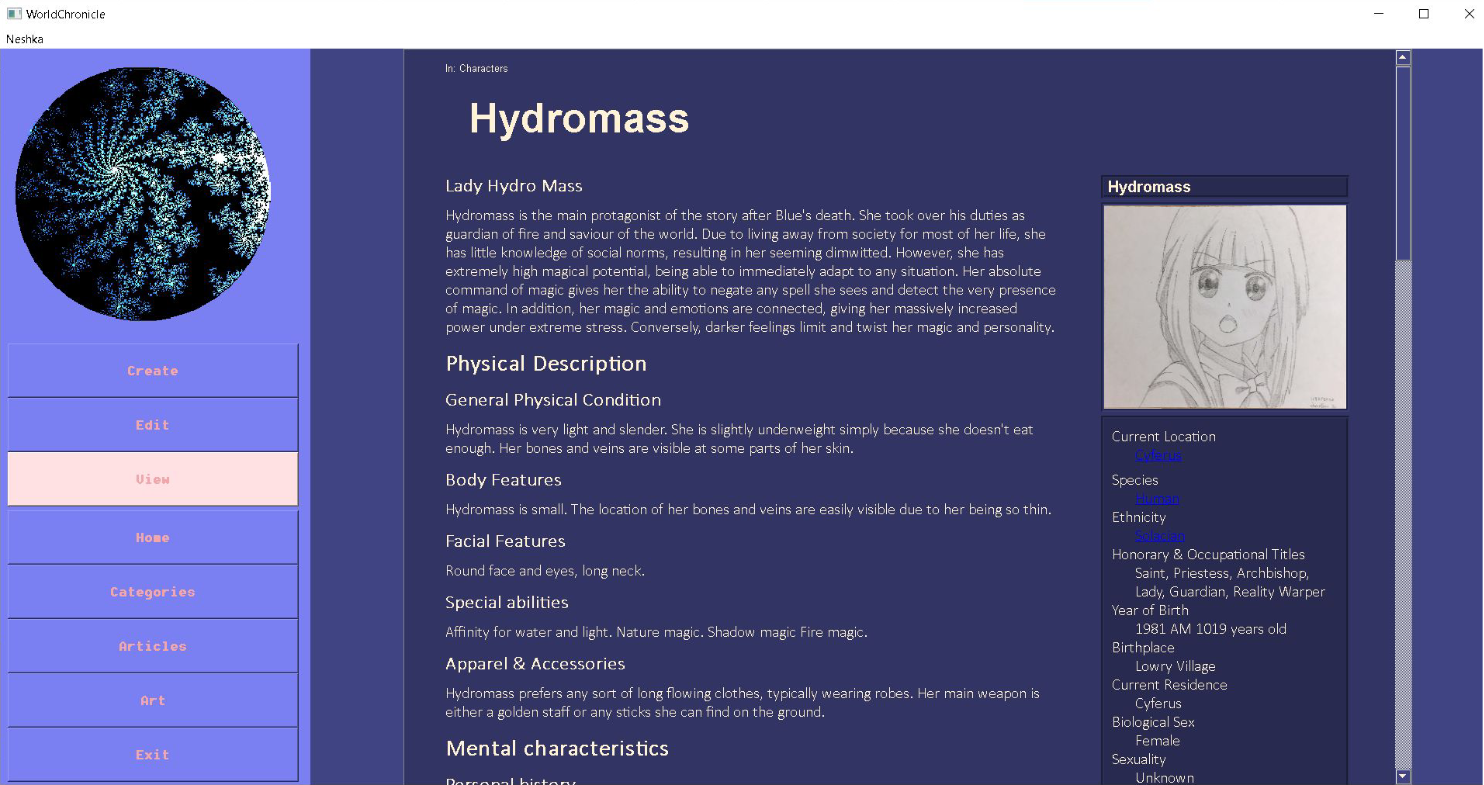 WorldChronicle
Neshka
Create
Edit
View
Home
Categories
Articles
Art
Exit
In: Characters
Hydromass
Lady Hydro Mass
Hydromass is the main protagonist of the story after Blue's death. She took over his duties as
guardian of fire and saviour of the world. Due to living away from society for most of her life, she
has little knowledge of social norms, resulting in her seeming dimwitted. However, she has
extremely high magical potential, being able to immediately adapt to any situation. Her absolute
command of magic gives her the ability to negate any spell she sees and detect the very presence
of magic. In addition, her magic and emotions are connected, giving her massively increased
power under extreme stress. Conversely, darker feelings limit and twist her magic and personality.
Physical Description
General Physical Condition
Hydromass is very light and slender. She is slightly underweight simply because she doesn't eat
enough. Her bones and veins are visible at some parts of her skin.
Body Features
Hydromass is small. The location of her bones and veins are easily visible due to her being so thin.
Facial Features
Round face and eyes, long neck.
Special abilities
Affinity for water and light. Nature magic. Shadow magic Fire magic.
Apparel & Accessories
Hydromass prefers any sort of long flowing clothes, typically wearing robes. Her main weapon is
either a golden staff or any sticks she can find on the ground.
Mental characteristics
Personal history
Hydromass
Current Location
Cyferus
Species
Human
Ethnicity
Solacian
Honorary & Occupational Titles
Saint, Priestess, Archbishop,
Lady, Guardian, Reality Warper
Year of Birth
1981 AM 1019 years old
Birthplace
Lowry Village
Current Residence
Cyferus
Biological Sex
Female
Sexuality
Unknown